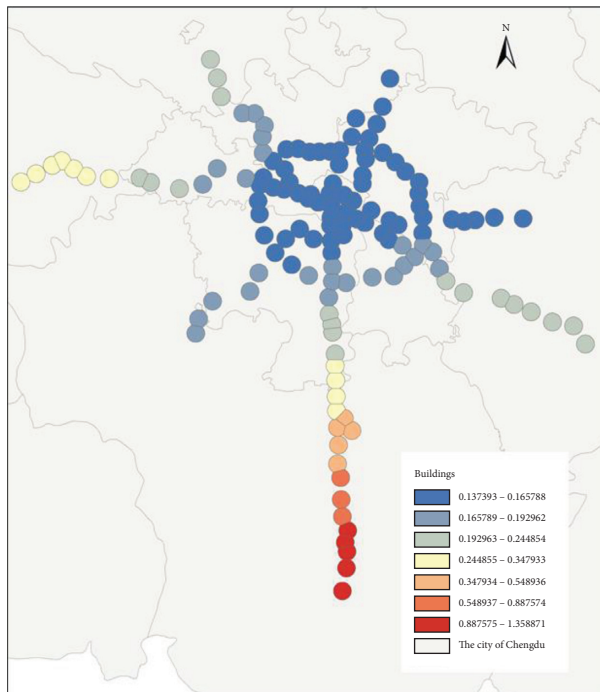 N
Buildings
0.137393 – 0.165788
0.165789 – 0.192962
0.192963 – 0.244854
0.244855 – 0.347933
0.347934 – 0.548936
0.548937 – 0.887574
0.887575 – 1.358871
The city of Chengdu